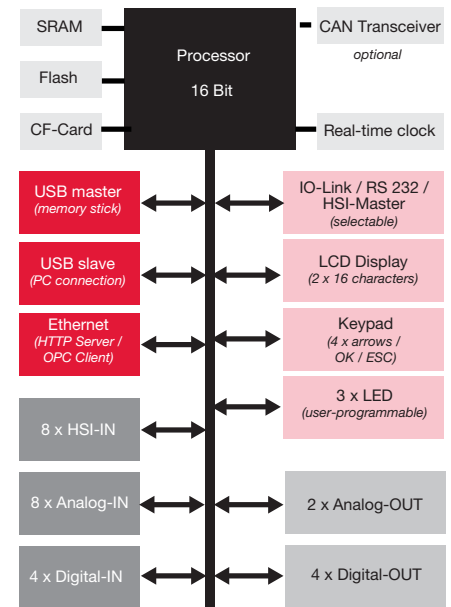 SRAM
Flash
CF-Card
Processor
16 Bit
CAN Transceiver
optional
Real-time clock
USB master
(memory stick)
IO-Link / RS 232 /
HSI-Master
(selectable)
USB slave
(PC connection)
LCD Display
(2 x 16 characters)
Ethernet
(HTTP Server /
OPC Client)
Keypad
(4 x arrows /
OK / ESC)
3 x LED
(user-programmable)
8 x HSI-IN
8 x Analog-IN
2 x Analog-OUT
4 x Digital-IN
4 x Digital-OUT